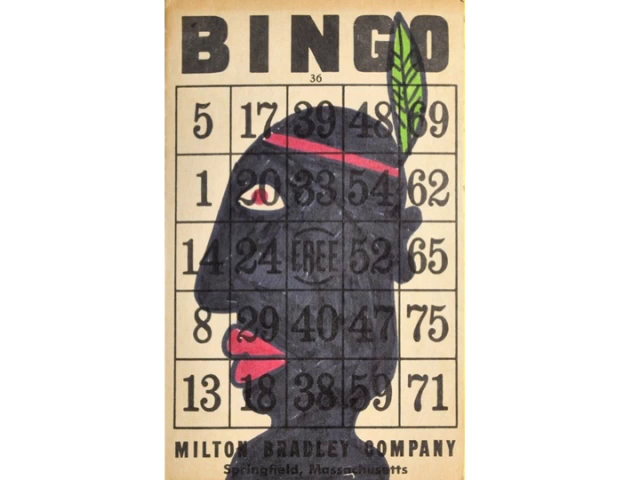 BINGO
36
5 17 39 48 69
1 20 33 54 62
14 24 FREE 52 65
8 29 40 47 75
13 18 38 59 71
MILTON BRADLEY COMPANY
Springfield, Massachusetts